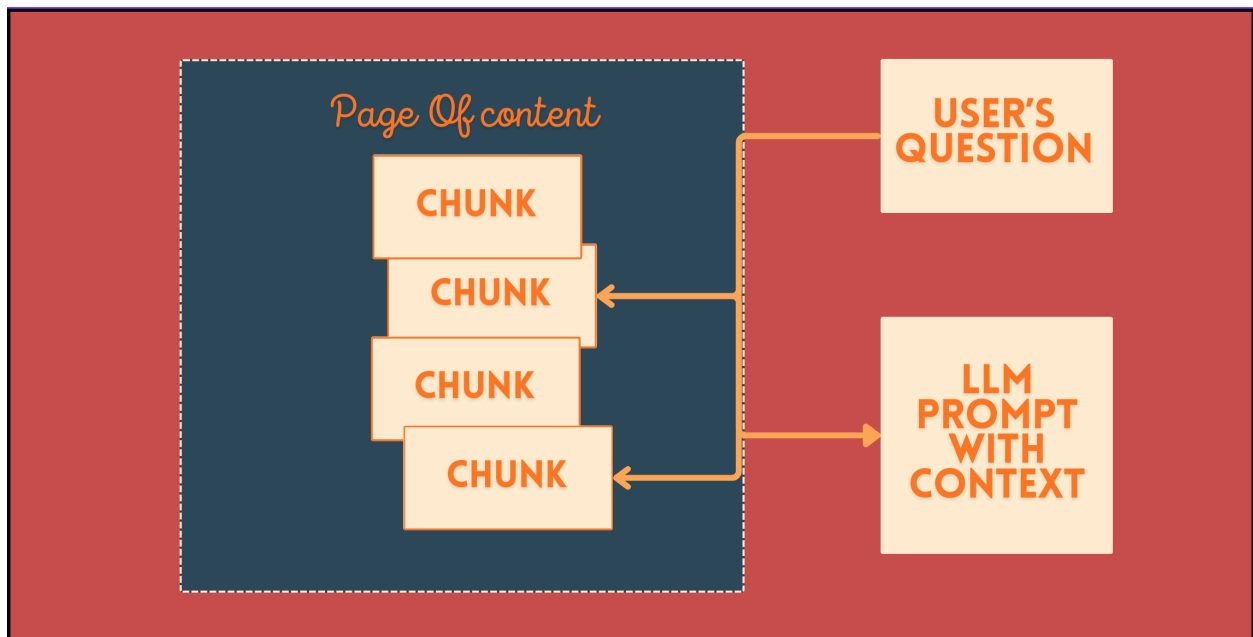 Page Of content
CHUNK
CHUNK
CHUNK
CHUNK
USER'S
QUESTION
LLM
PROMPT
WITH
CONTEXT